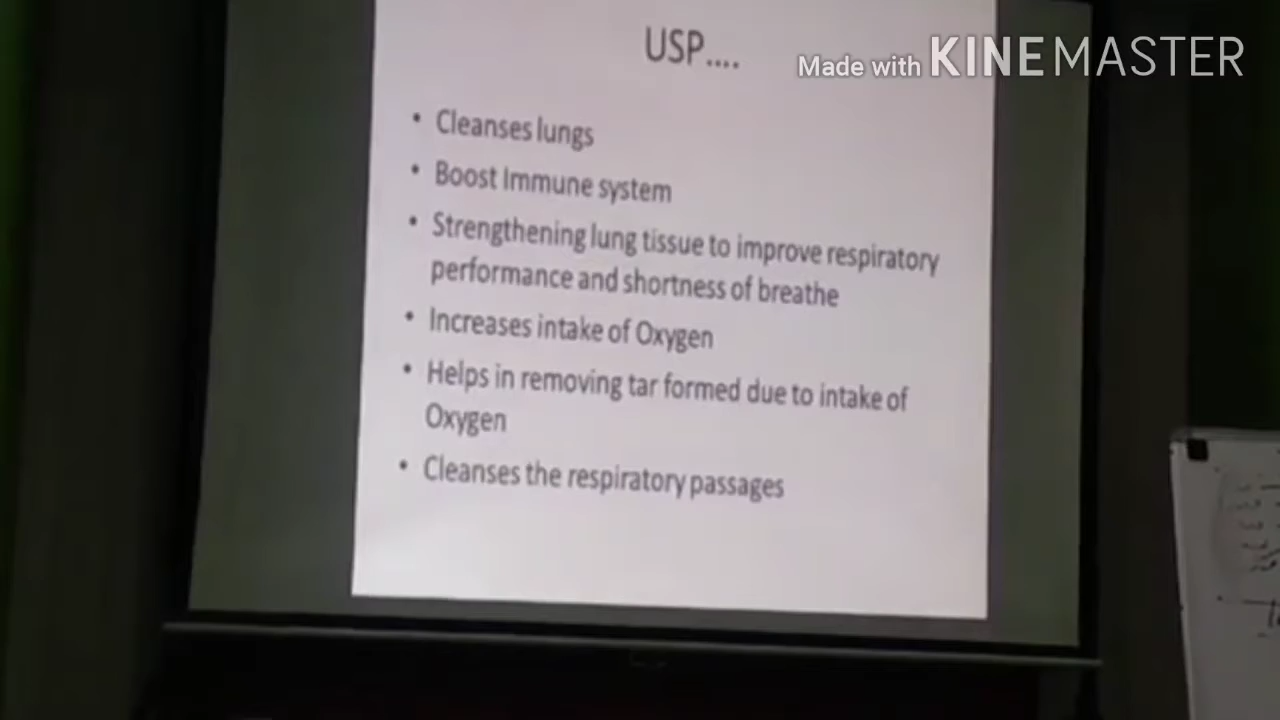 USP....
Made with KINEMASTER
• Cleanses lungs
• Boost Immune system
• Strengthening lung tissue to improve respiratory
performance and shortness of breathe
• Increases intake of Oxygen
• Helps in removing tar formed due to intake of
Oxygen
• Cleanses the respiratory passages